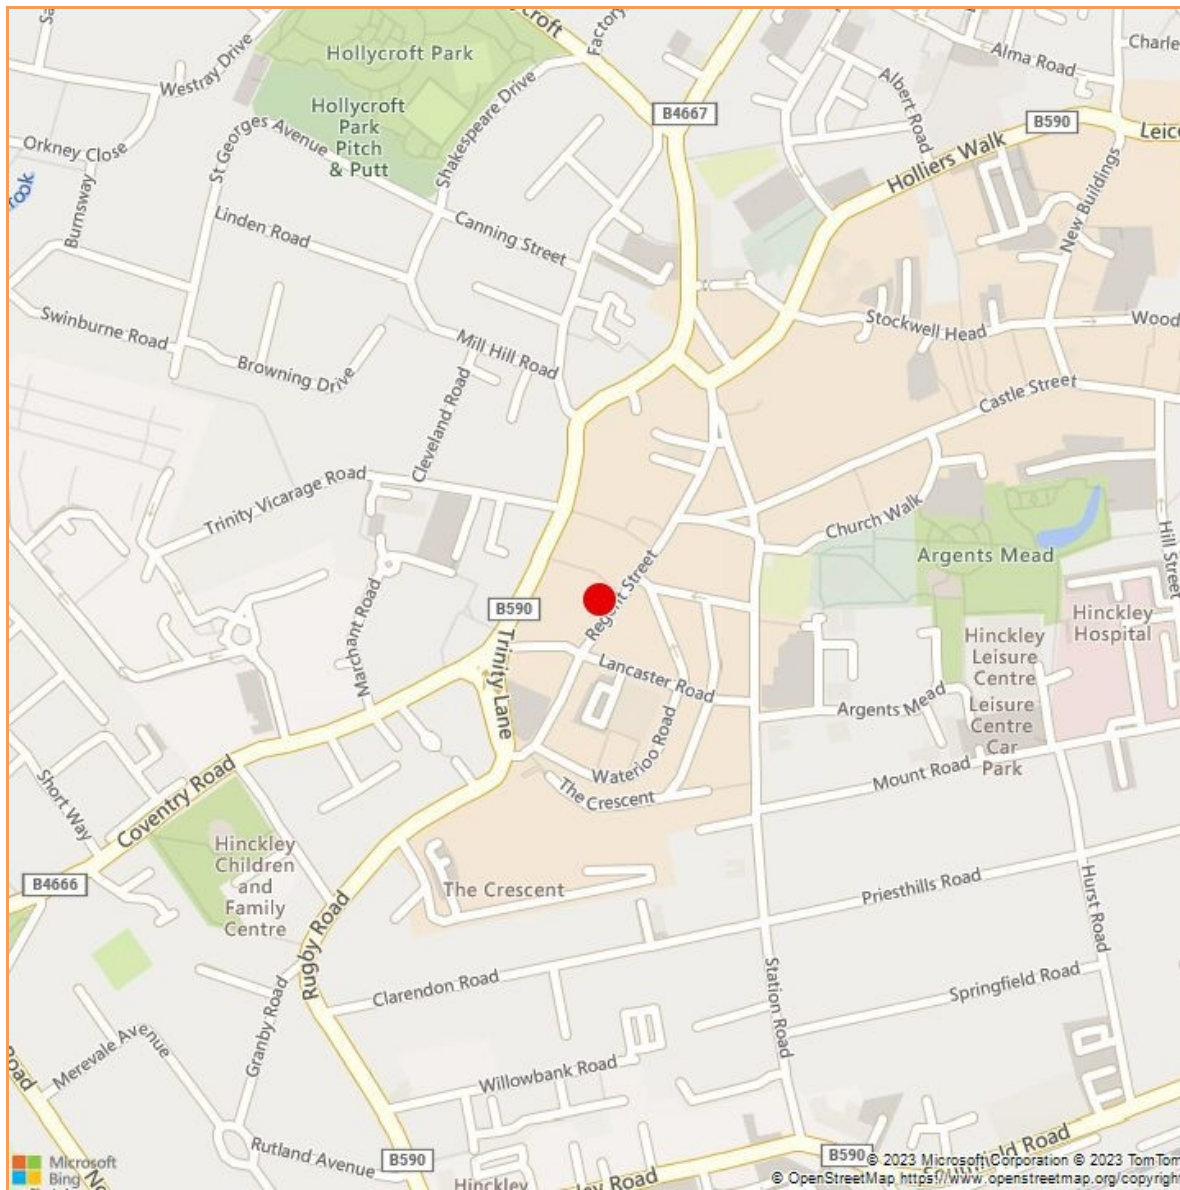 Hollycroft Park
Westray Drive
Alma Road
Charle
Albert Road
B4667
B590
Leice
Hollycroft
Park
Pitch
& Putt
Shakespeare Drive
St Georges Avenue
Orkney Close
Burnsway
Holliers Walk
New Buildings
Linden Road
Canning Street
Swinburne Road
Browning Drive
Mill Hill Road
Stockwell Head
Wood
Castle Street
Cleveland Road
Trinity Vicarage Road
Church Walk
Argents Mead
Hill Street
Marchant Road
B590
Regent Street
Trinity Lane
Lancaster Road
Hinckley
Hospital
Hinckley
Leisure
Centre
Leisure
Centre
Car
Park
Argents Mead
Waterloo Road
The Crescent
Mount Road
Coventry Road
Short Way
Hinckley
Children
and
Family
Centre
B4666
The Crescent
Priesthills Road
Hurst Road
Rugby Road
Clarendon Road
Station Road
Springfield Road
Granby Road
Merevale Avenue
Willowbank Road
Rutland Avenue
B590
B590
Hinckley
Microsoft
Bing
© 2023 Microsoft Corporation © 2023 TomTom
© OpenStreetMap https://www.openstreetmap.org/copyright